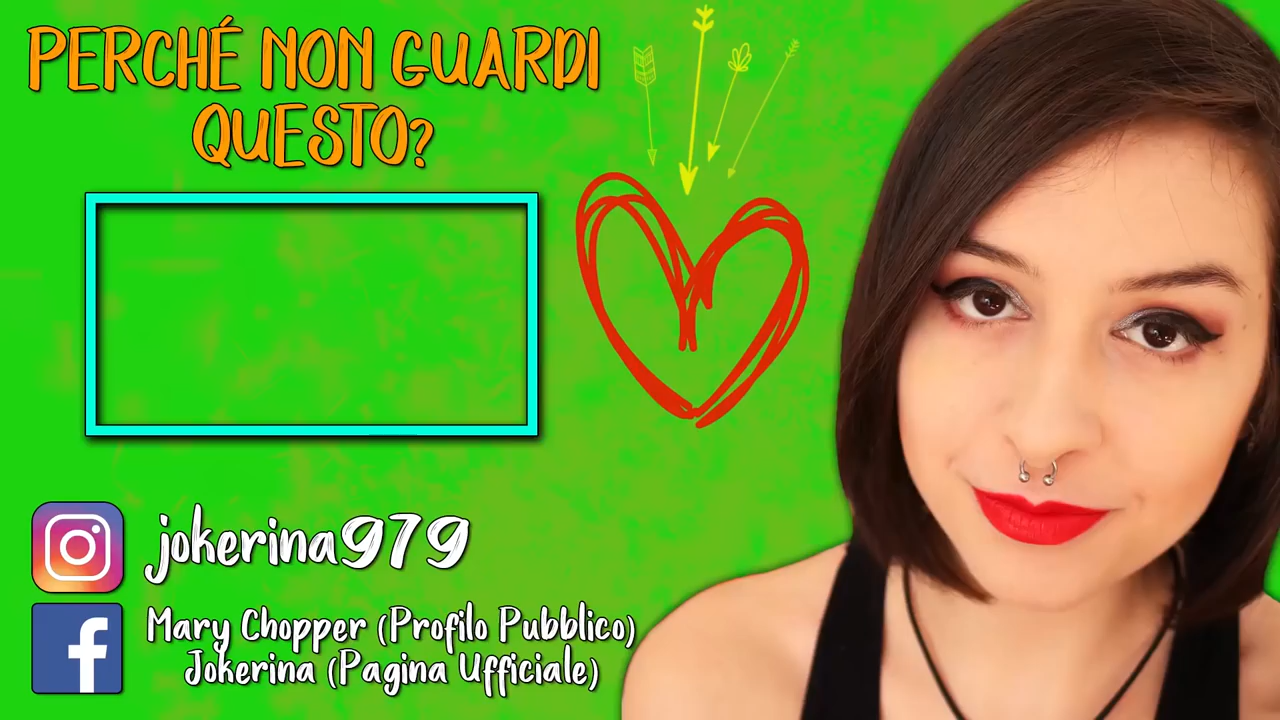 PERCHÉ NON GUARDI
QUESTO?
jokerina979
Mary Chopper (Profilo Pubblico)
Jokerina (Pagina Ufficiale)